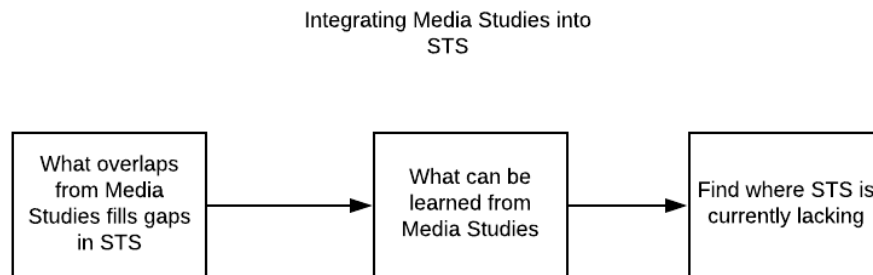 Integrating Media Studies into
STS
What overlaps
from Media
Studies fills gaps
in STS
What can be
learned from
Media Studies
Find where STS is
currently lacking